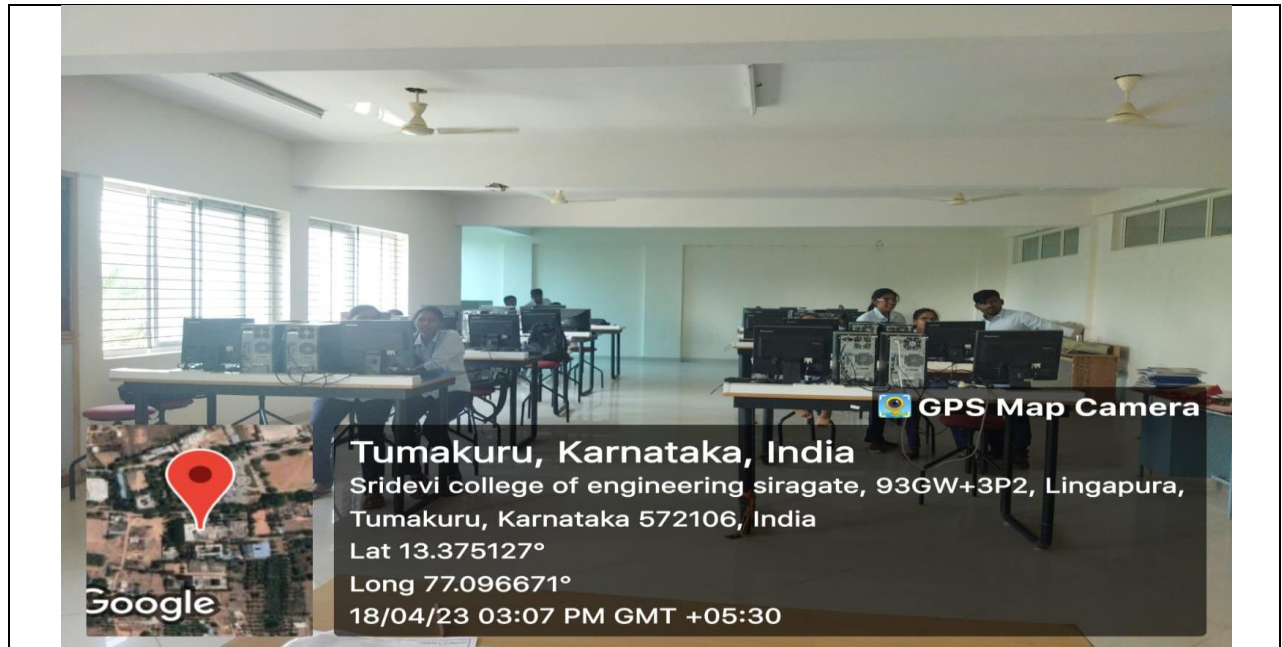 GPS Map Camera
Tumakuru, Karnataka, India
Sridevi college of engineering siragate, 93GW+3P2, Lingapura,
Tumakuru, Karnataka 572106, India
Lat 13.375127°
Long 77.096671°
18/04/23 03:07 PM GMT +05:30
Google